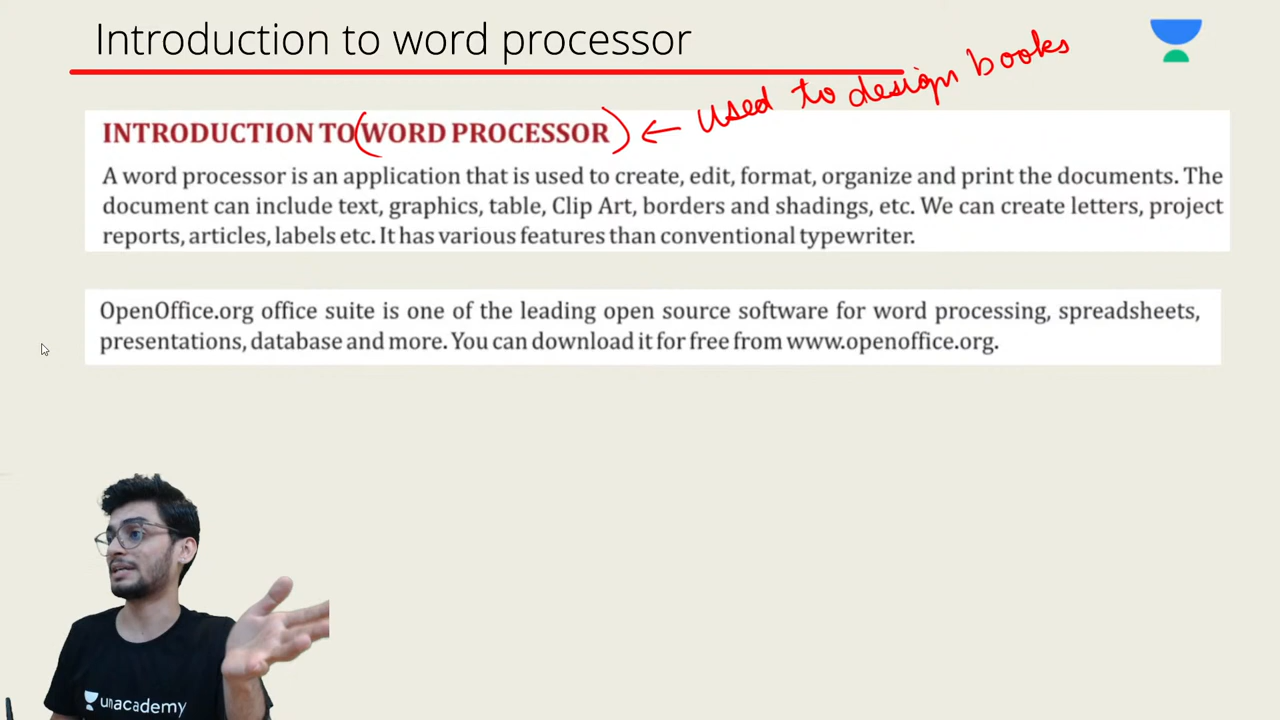 Introduction to word processor
used to design books
INTRODUCTION TO (WORD PROCESSOR) ←
A word processor is an application that is used to create, edit, format, organize and print the documents. The
document can include text, graphics, table, Clip Art, borders and shadings, etc. We can create letters, project
reports, articles, labels etc. It has various features than conventional typewriter.
OpenOffice.org office suite is one of the leading open source software for word processing, spreadsheets,
presentations, database and more. You can download it for free from www.openoffice.org.
unacademy